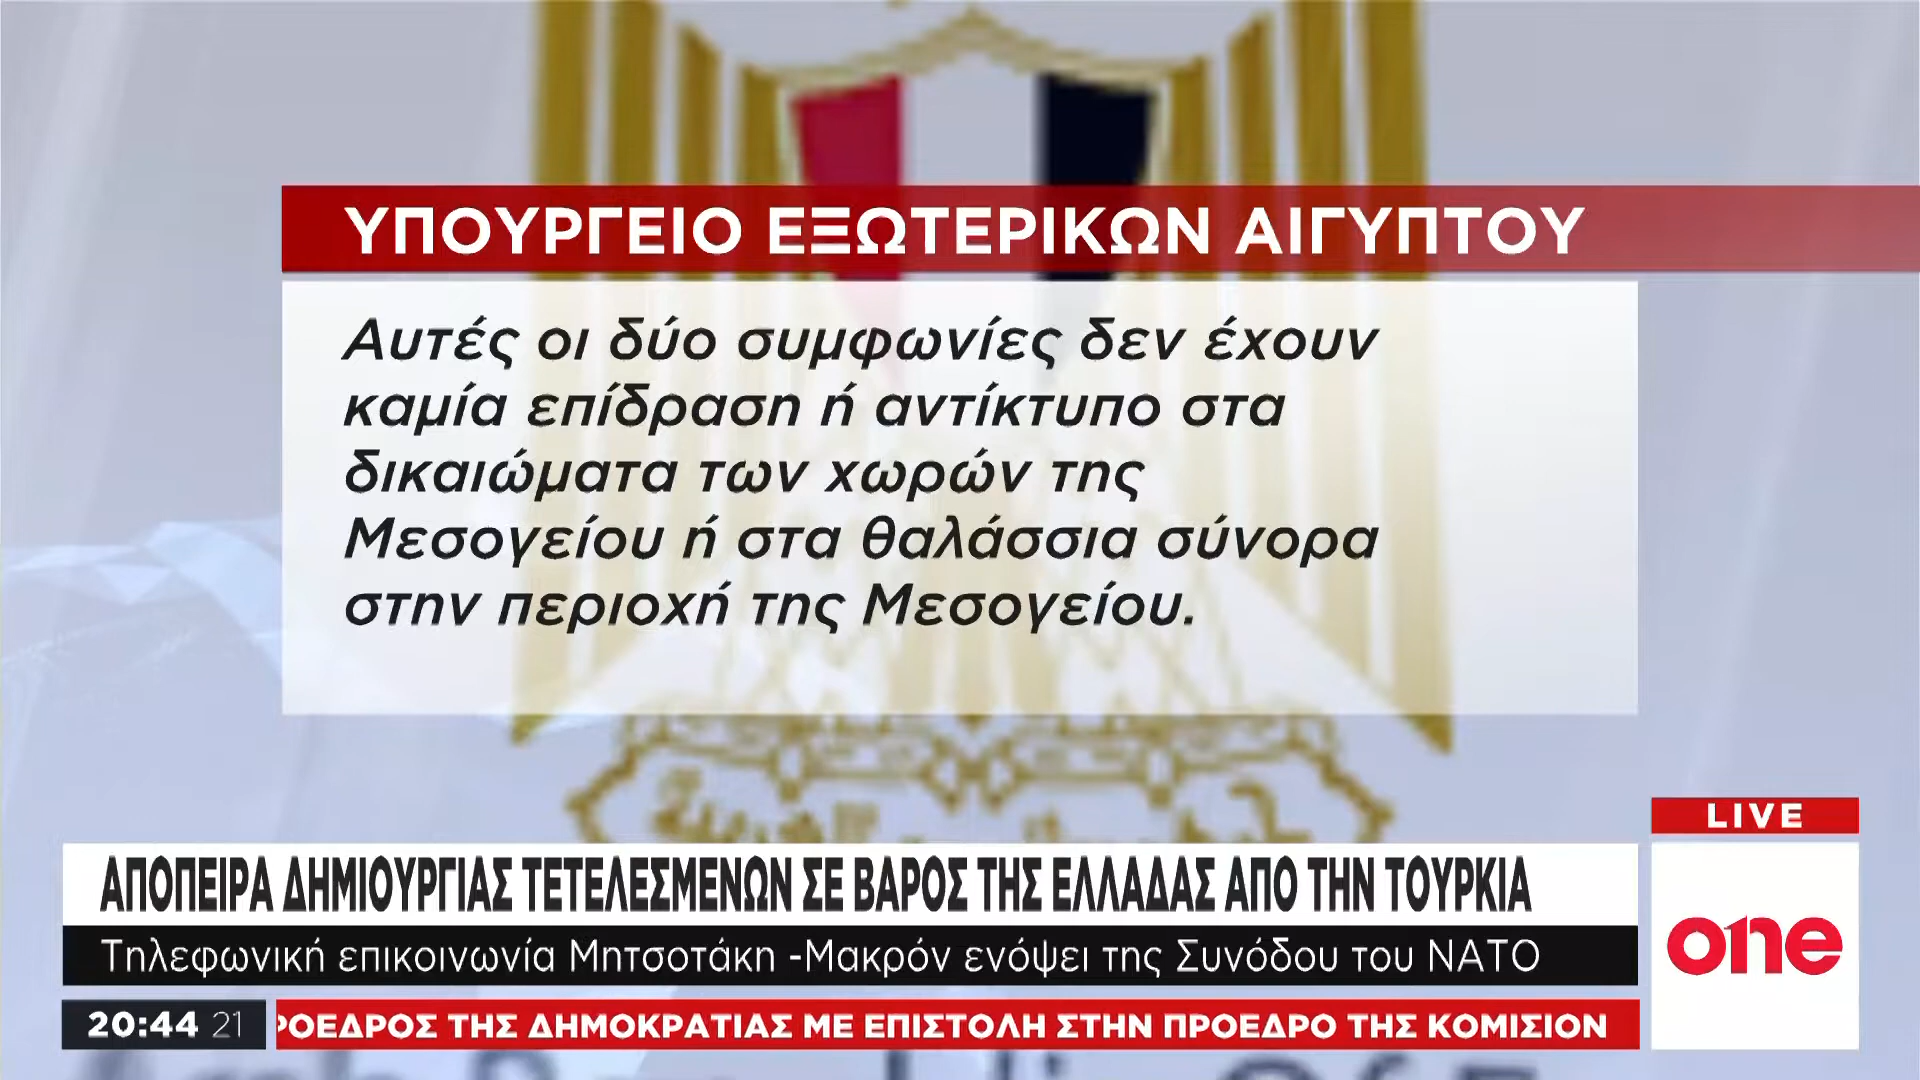 ΥΠΟΥΡΓΕΙΟ ΕΞΩΤΕΡΙΚΩΝ ΑΙΓΥΠΤΟΥ
Αυτές οι δύο συμφωνίες δεν έχουν
καμία επίδραση ή αντίκτυπο στα
δικαιώματα των χωρών της
Μεσογείου ή στα θαλάσσια σύνορα
στην περιοχή της Μεσογείου.
LIVE
ΑΠΟΠΕΙΡΑ ΔΗΜΙΟΥΡΓΙΑΣ ΤΕΤΕΛΕΣΜΕΝΩΝ ΣΕ ΒΑΡΟΣ ΤΗΣ ΕΛΛΑΔΑΣ ΑΠΟ ΤΗΝ ΤΟΥΡΚΙΑ
Τηλεφωνική επικοινωνία Μητσοτάκη -Μακρόν ενόψει της Συνόδου του ΝΑΤΟ
one
20:44 21
ΡΟΕΔΡΟΣ ΤΗΣ ΔΗΜΟΚΡΑΤΙΑΣ ΜΕ ΕΠΙΣΤΟΛΗ ΣΤΗΝ ΠΡΟΕΔΡΟ ΤΗΣ ΚΟΜΙΣΙΟΝ